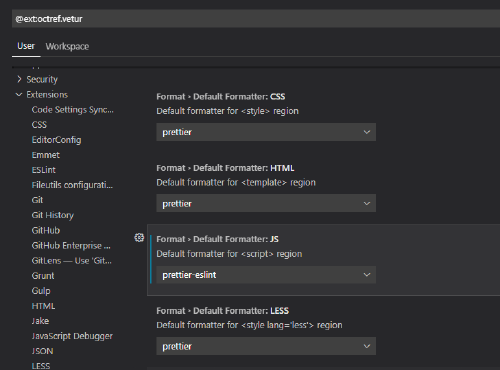 @ext:octref.vetur
User Workspace
Security
Extensions
Code Settings Sync...
CSS
EditorConfig
Emmet
ESLint
Fileutils configurati...
Git
Git History
GitHub
GitHub Enterprise ...
GitLens — Use 'Git...
Grunt
Gulp
HTML
Jake
JavaScript Debugger
JSON
LESS
Format › Default Formatter: CSS
Default formatter for <style> region
prettier
Format › Default Formatter: HTML
Default formatter for <template> region
prettier
Format › Default Formatter: JS
Default formatter for <script> region
prettier-eslint
Format › Default Formatter: LESS
Default formatter for <style lang='less'> region
prettier